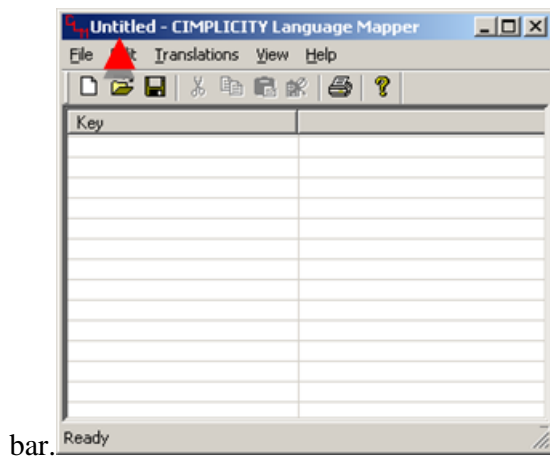 Untitled - CIMPLICITY Language Mapper
File Translations View Help
Key
Ready
bar.